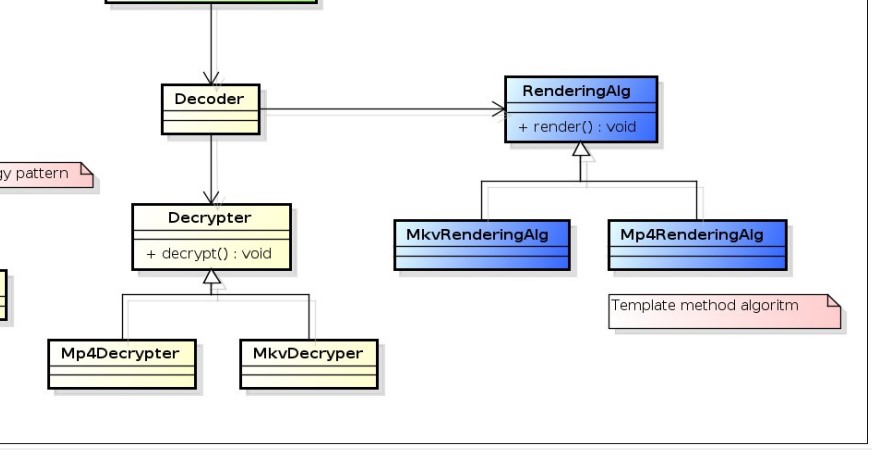 Decoder
RenderingAlg
+ render() : void
gy pattern
Decrypter
+ decrypt() : void
MkvRenderingAlg
Mp4RenderingAlg
Template method algoritm
Mp4Decrypter
MkvDecryper